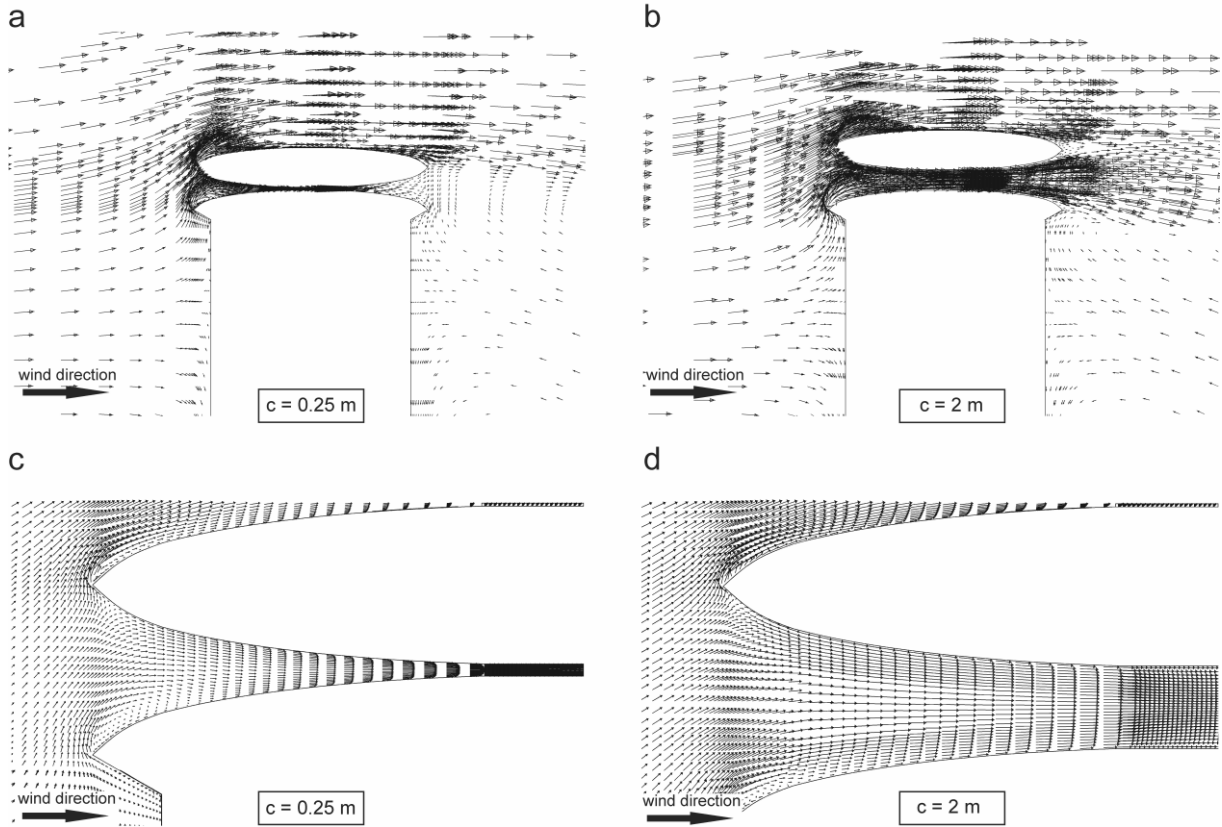 a
b
wind direction
c = 0.25 m
wind direction
c = 2 m
c
d
wind direction
c = 0.25 m
wind direction
c = 2 m